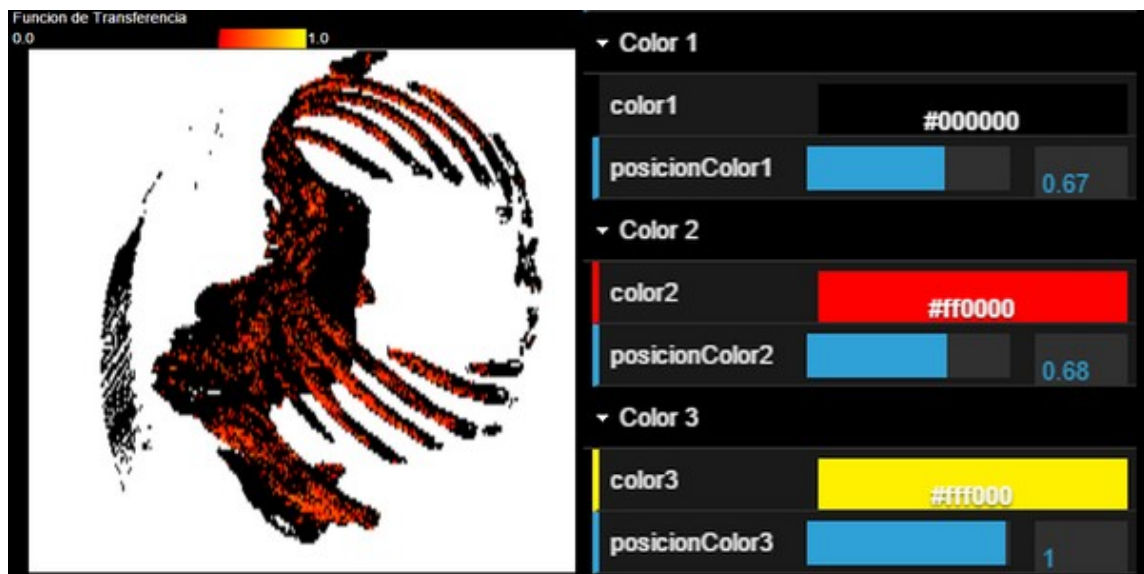 Funcion de Transferencia
0.0 1.0
Color 1
color1 #000000
posicionColor1 0.67
Color 2
color2 #ff0000
posicionColor2 0.68
Color 3
color3 #fff000
posicionColor3 1